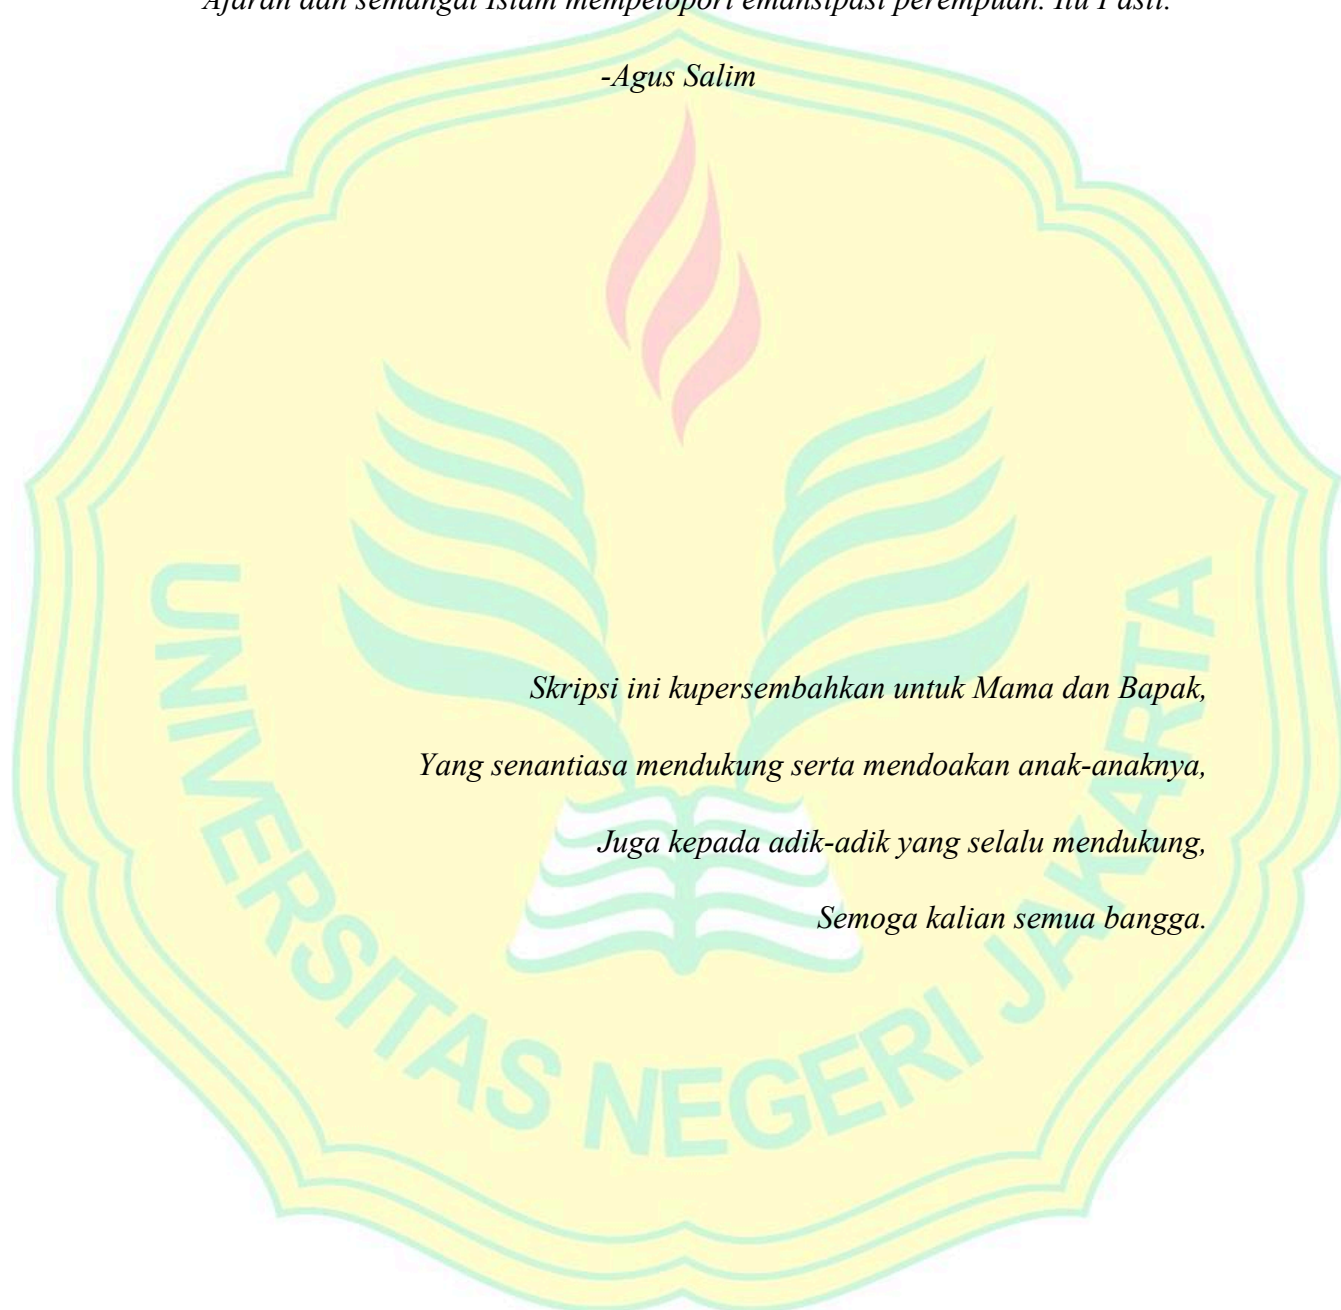 Ajaran dan semangat Islam mempelopori emansipasi perempuan. Itu Pasti.
-Agus Salim
Skripsi ini kupersembahkan untuk Mama dan Bapak,
Yang senantiasa mendukung serta mendoakan anak-anaknya,
Juga kepada adik-adik yang selalu mendukung,
Semoga kalian semua bangga.
UNIVERSITAS NEGERI JAKARTA